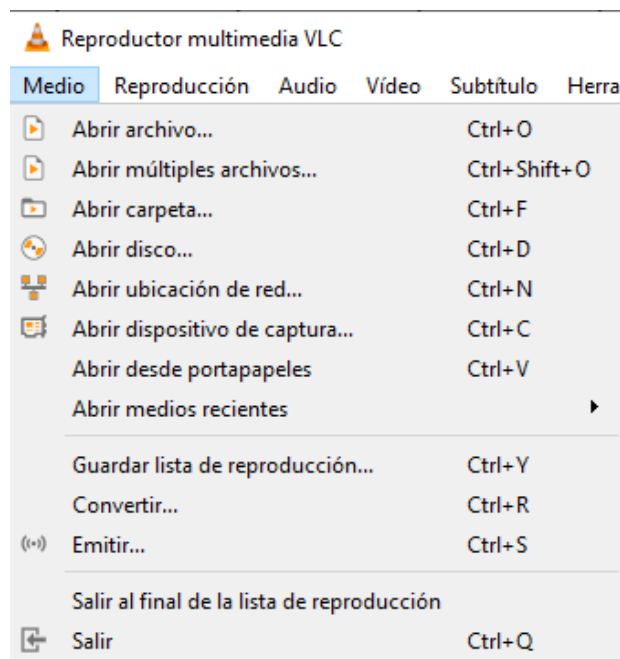 Reproductor multimedia VLC
Medio Reproducción Audio Vídeo Subtítulo Herra
Abrir archivo... Ctrl+O
Abrir múltiples archivos... Ctrl+Shift+O
Abrir carpeta... Ctrl+F
Abrir disco... Ctrl+D
Abrir ubicación de red... Ctrl+N
Abrir dispositivo de captura... Ctrl+C
Abrir desde portapapeles Ctrl+V
Abrir medios recientes
Guardar lista de reproducción... Ctrl+Y
Convertir... Ctrl+R
Emitir... Ctrl+S
Salir al final de la lista de reproducción
Salir Ctrl+Q